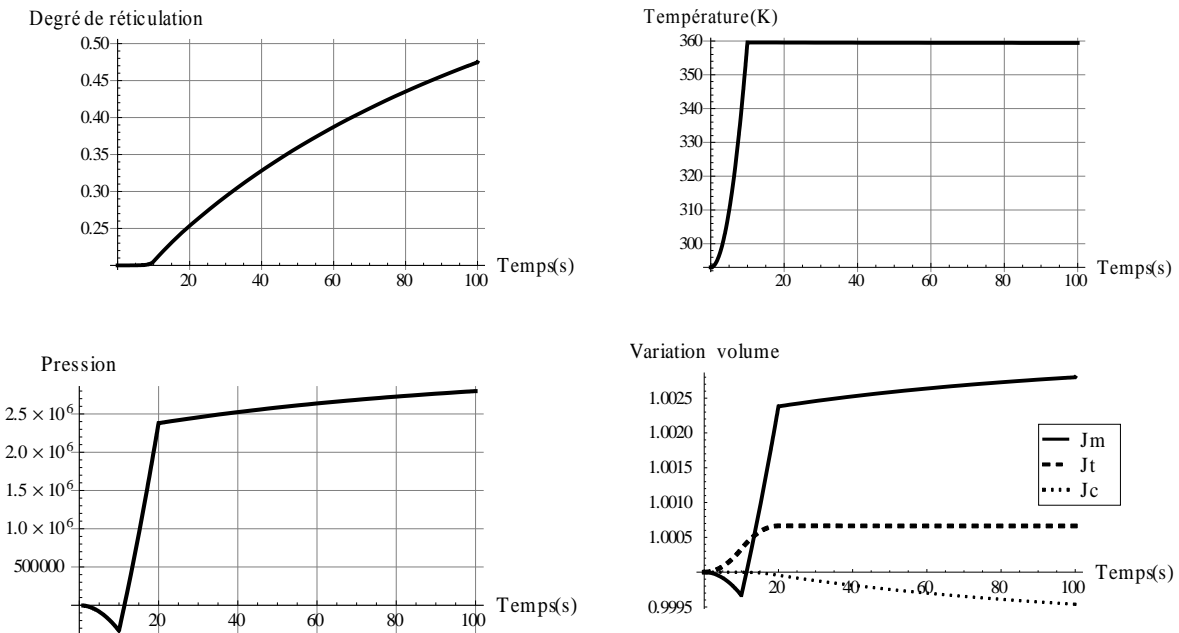 Degré de réticulation
0.50
0.45
0.40
0.35
0.30
0.25
20 40 60 80 100
Temps(s)
Température(K)
360
350
340
330
320
310
300
20 40 60 80 100
Temps(s)
Pression
2.5 × 10⁶
2.0 × 10⁶
1.5 × 10⁶
1.0 × 10⁶
500000
20 40 60 80 100
Temps(s)
Variation volume
1.0025
1.0020
1.0015
1.0010
1.0005
0.9995
20 40 60 80 100
Temps(s)
Jm
Jt
Jc